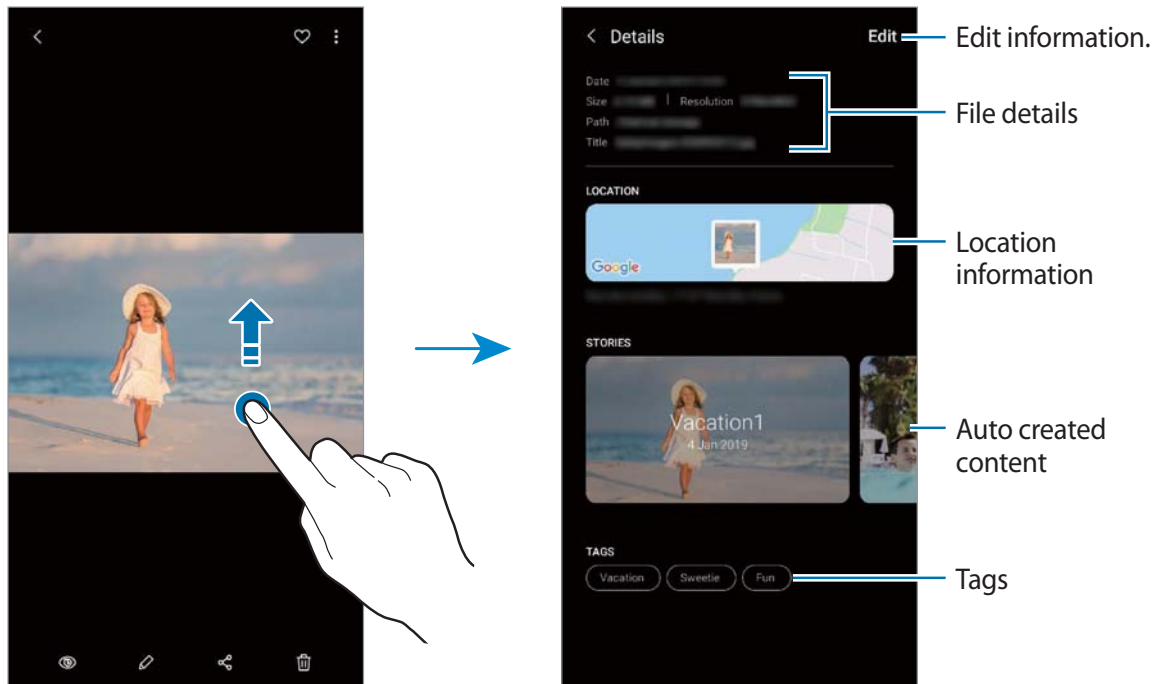 Details
Edit
Edit information.
Date
Size | Resolution
Path
Title
File details
LOCATION
Google
Location
information
STORIES
Vacation1
4 Jan 2019
Auto created
content
TAGS
Vacation
Sweetie
Fun
Tags